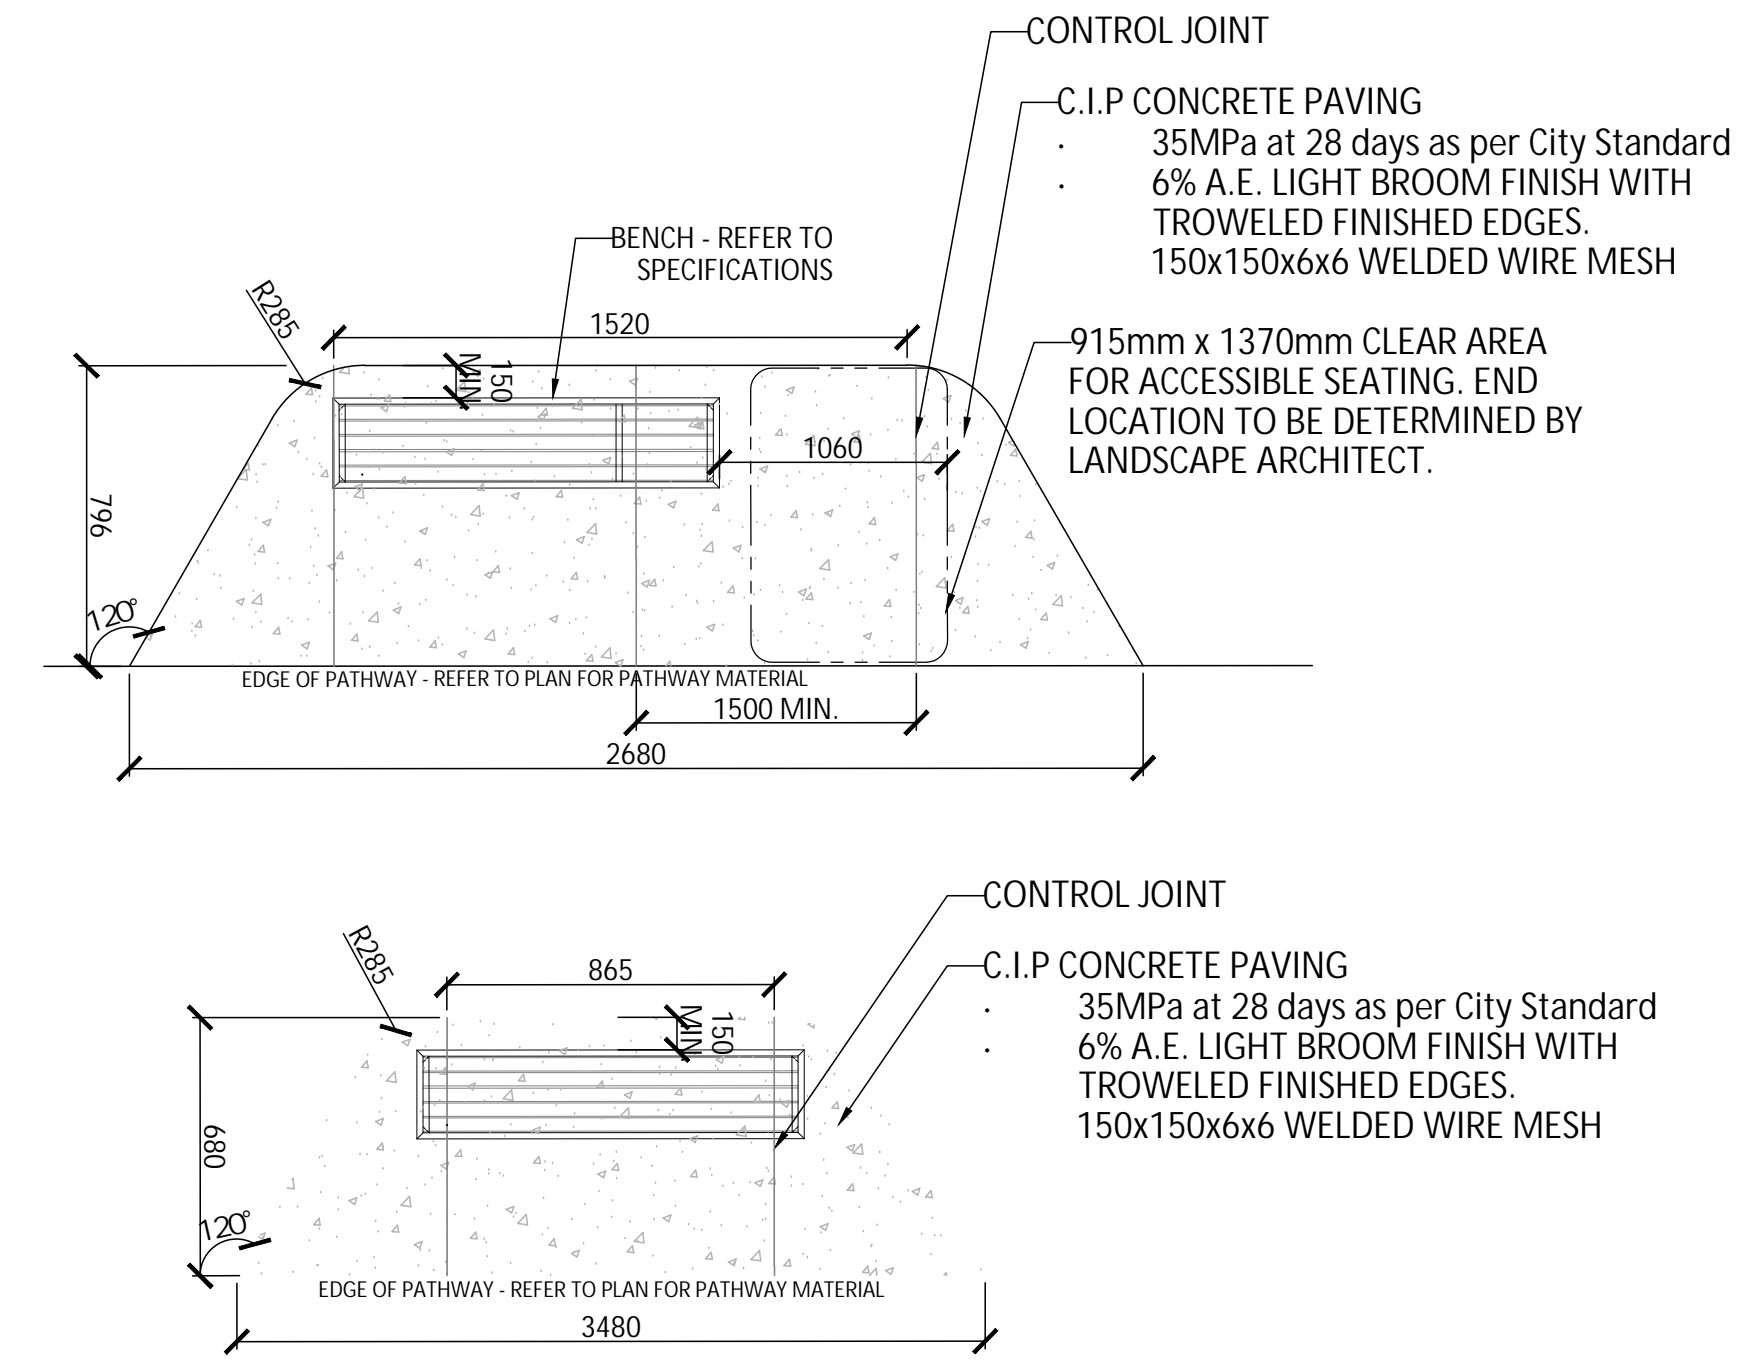 CONTROL JOINT
C.I.P CONCRETE PAVING
· 35MPa at 28 days as per City Standard
· 6% A.E. LIGHT BROOM FINISH WITH
TROWELED FINISHED EDGES.
150x150x6x6 WELDED WIRE MESH
BENCH - REFER TO
SPECIFICATIONS
R285
1520
915mm x 1370mm CLEAR AREA
FOR ACCESSIBLE SEATING. END
LOCATION TO BE DETERMINED BY
LANDSCAPE ARCHITECT.
150
MIN
1060
796
120°
EDGE OF PATHWAY - REFER TO PLAN FOR PATHWAY MATERIAL
1500 MIN.
2680
CONTROL JOINT
C.I.P CONCRETE PAVING
· 35MPa at 28 days as per City Standard
· 6% A.E. LIGHT BROOM FINISH WITH
TROWELED FINISHED EDGES.
150x150x6x6 WELDED WIRE MESH
R285
865
150
MIN
680
120°
EDGE OF PATHWAY - REFER TO PLAN FOR PATHWAY MATERIAL
3480